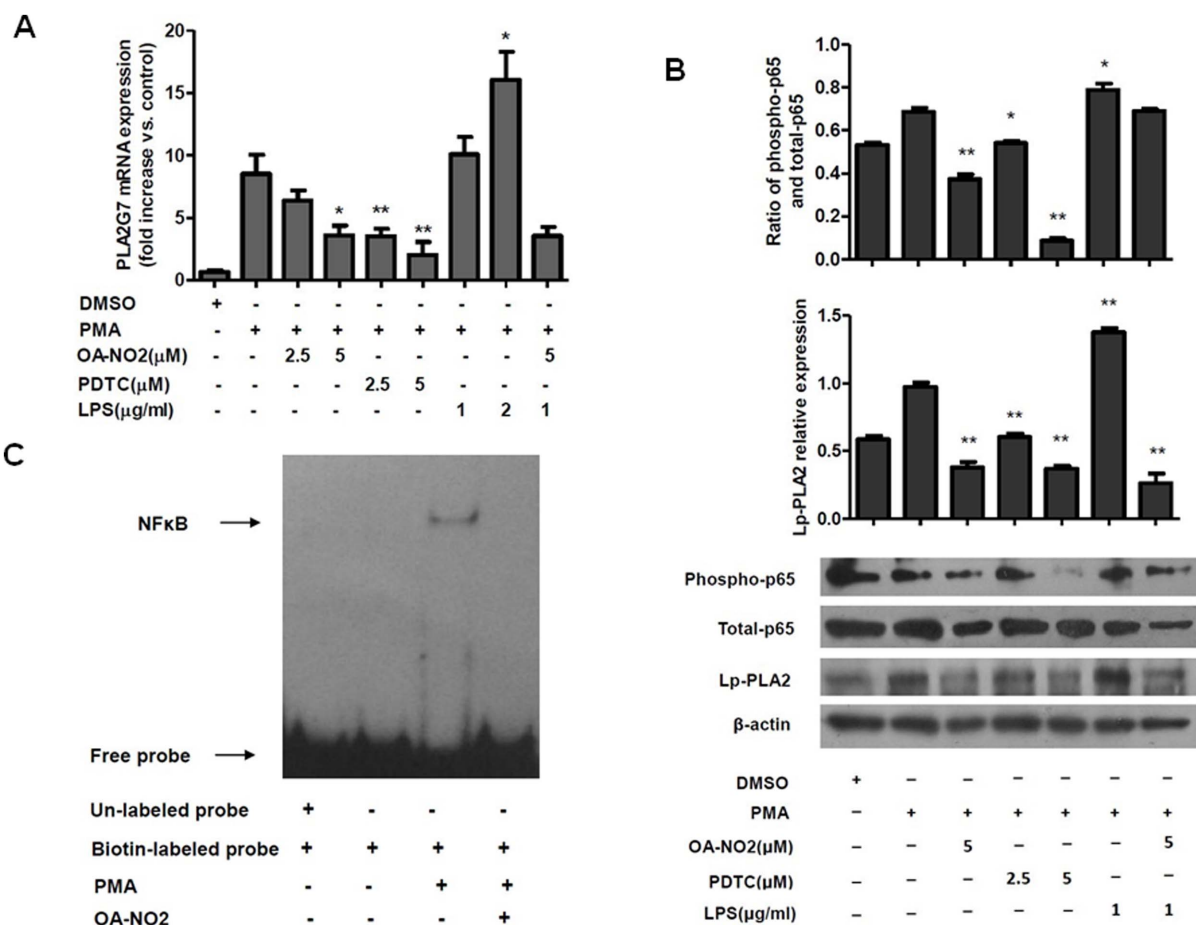 A
PLA2G7 mRNA expression
(fold increase vs. control)
20
15
10
5
0
* ** ** *
DMSO + - - - - - - - -
PMA - + + + + + + + +
OA-NO2(μM) - - 2.5 5 - - - - 5
PDTC(μM) - - - - 2.5 5 - - -
LPS(μg/ml) - - - - - - 1 2 1
B
Ratio of phospho-p65
and total-p65
1.0
0.8
0.6
0.4
0.2
0.0
** * ** *
Lp-PLA2 relative expression
1.5
1.0
0.5
0.0
** ** ** ** **
Phospho-p65
Total-p65
Lp-PLA2
β-actin
DMSO + – – – – – –
PMA – + + + + + +
OA-NO2(μM) – – 5 – – – 5
PDTC(μM) – – – 2.5 5 – –
LPS(μg/ml) – – – – – 1 1
C
NFκB
Free probe
Un-labeled probe + - - -
Biotin-labeled probe + + + +
PMA - - + +
OA-NO2 - - - +